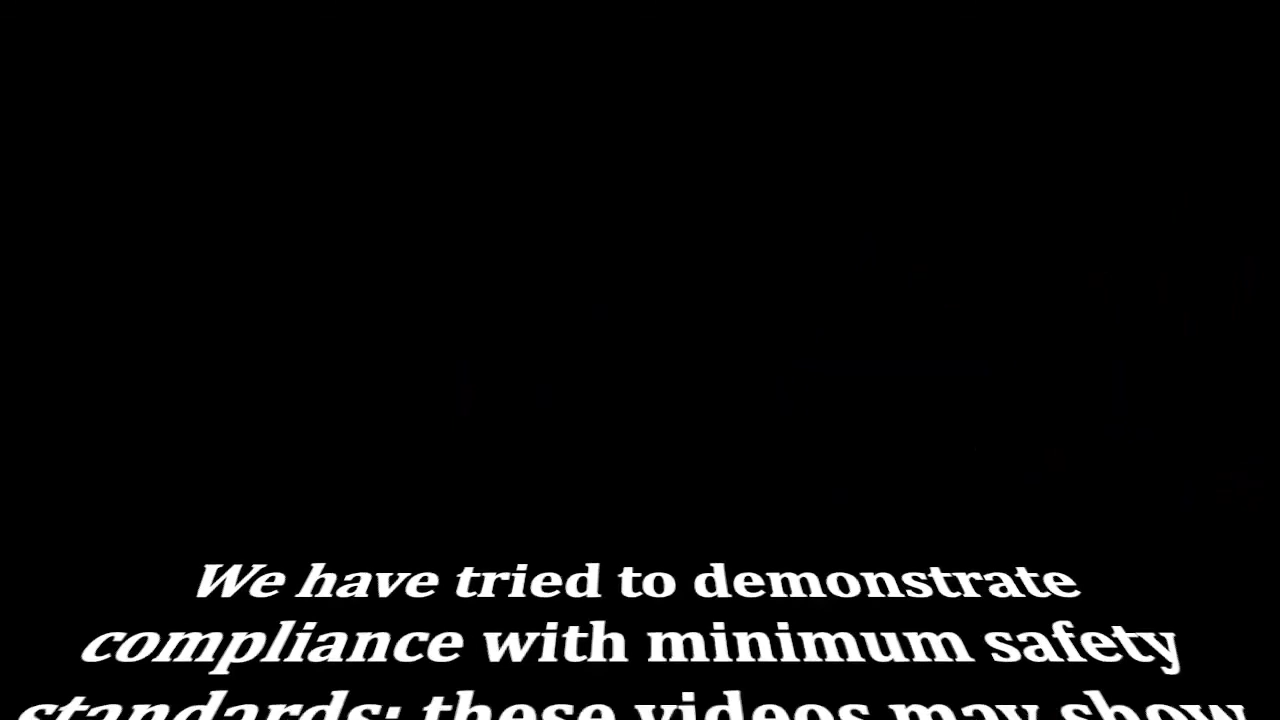 We have tried to demonstrate
compliance with minimum safety
standards; these videos may show